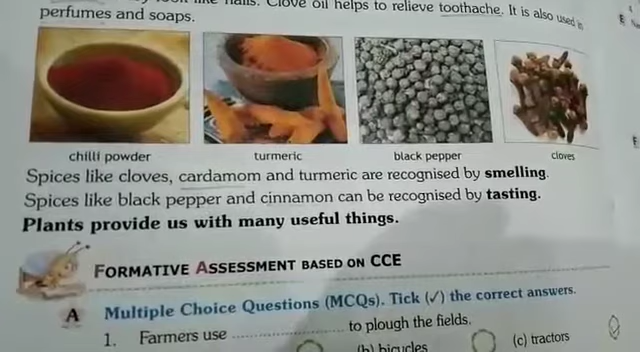 look like nails. Clove oil helps to relieve toothache. It is also used in
perfumes and soaps.
chilli powder turmeric black pepper cloves
Spices like cloves, cardamom and turmeric are recognised by smelling.
Spices like black pepper and cinnamon can be recognised by tasting.
Plants provide us with many useful things.
FORMATIVE ASSESSMENT BASED ON CCE
A Multiple Choice Questions (MCQs). Tick (✓) the correct answers.
1. Farmers use .................... to plough the fields.
(b) bicycles (c) tractors